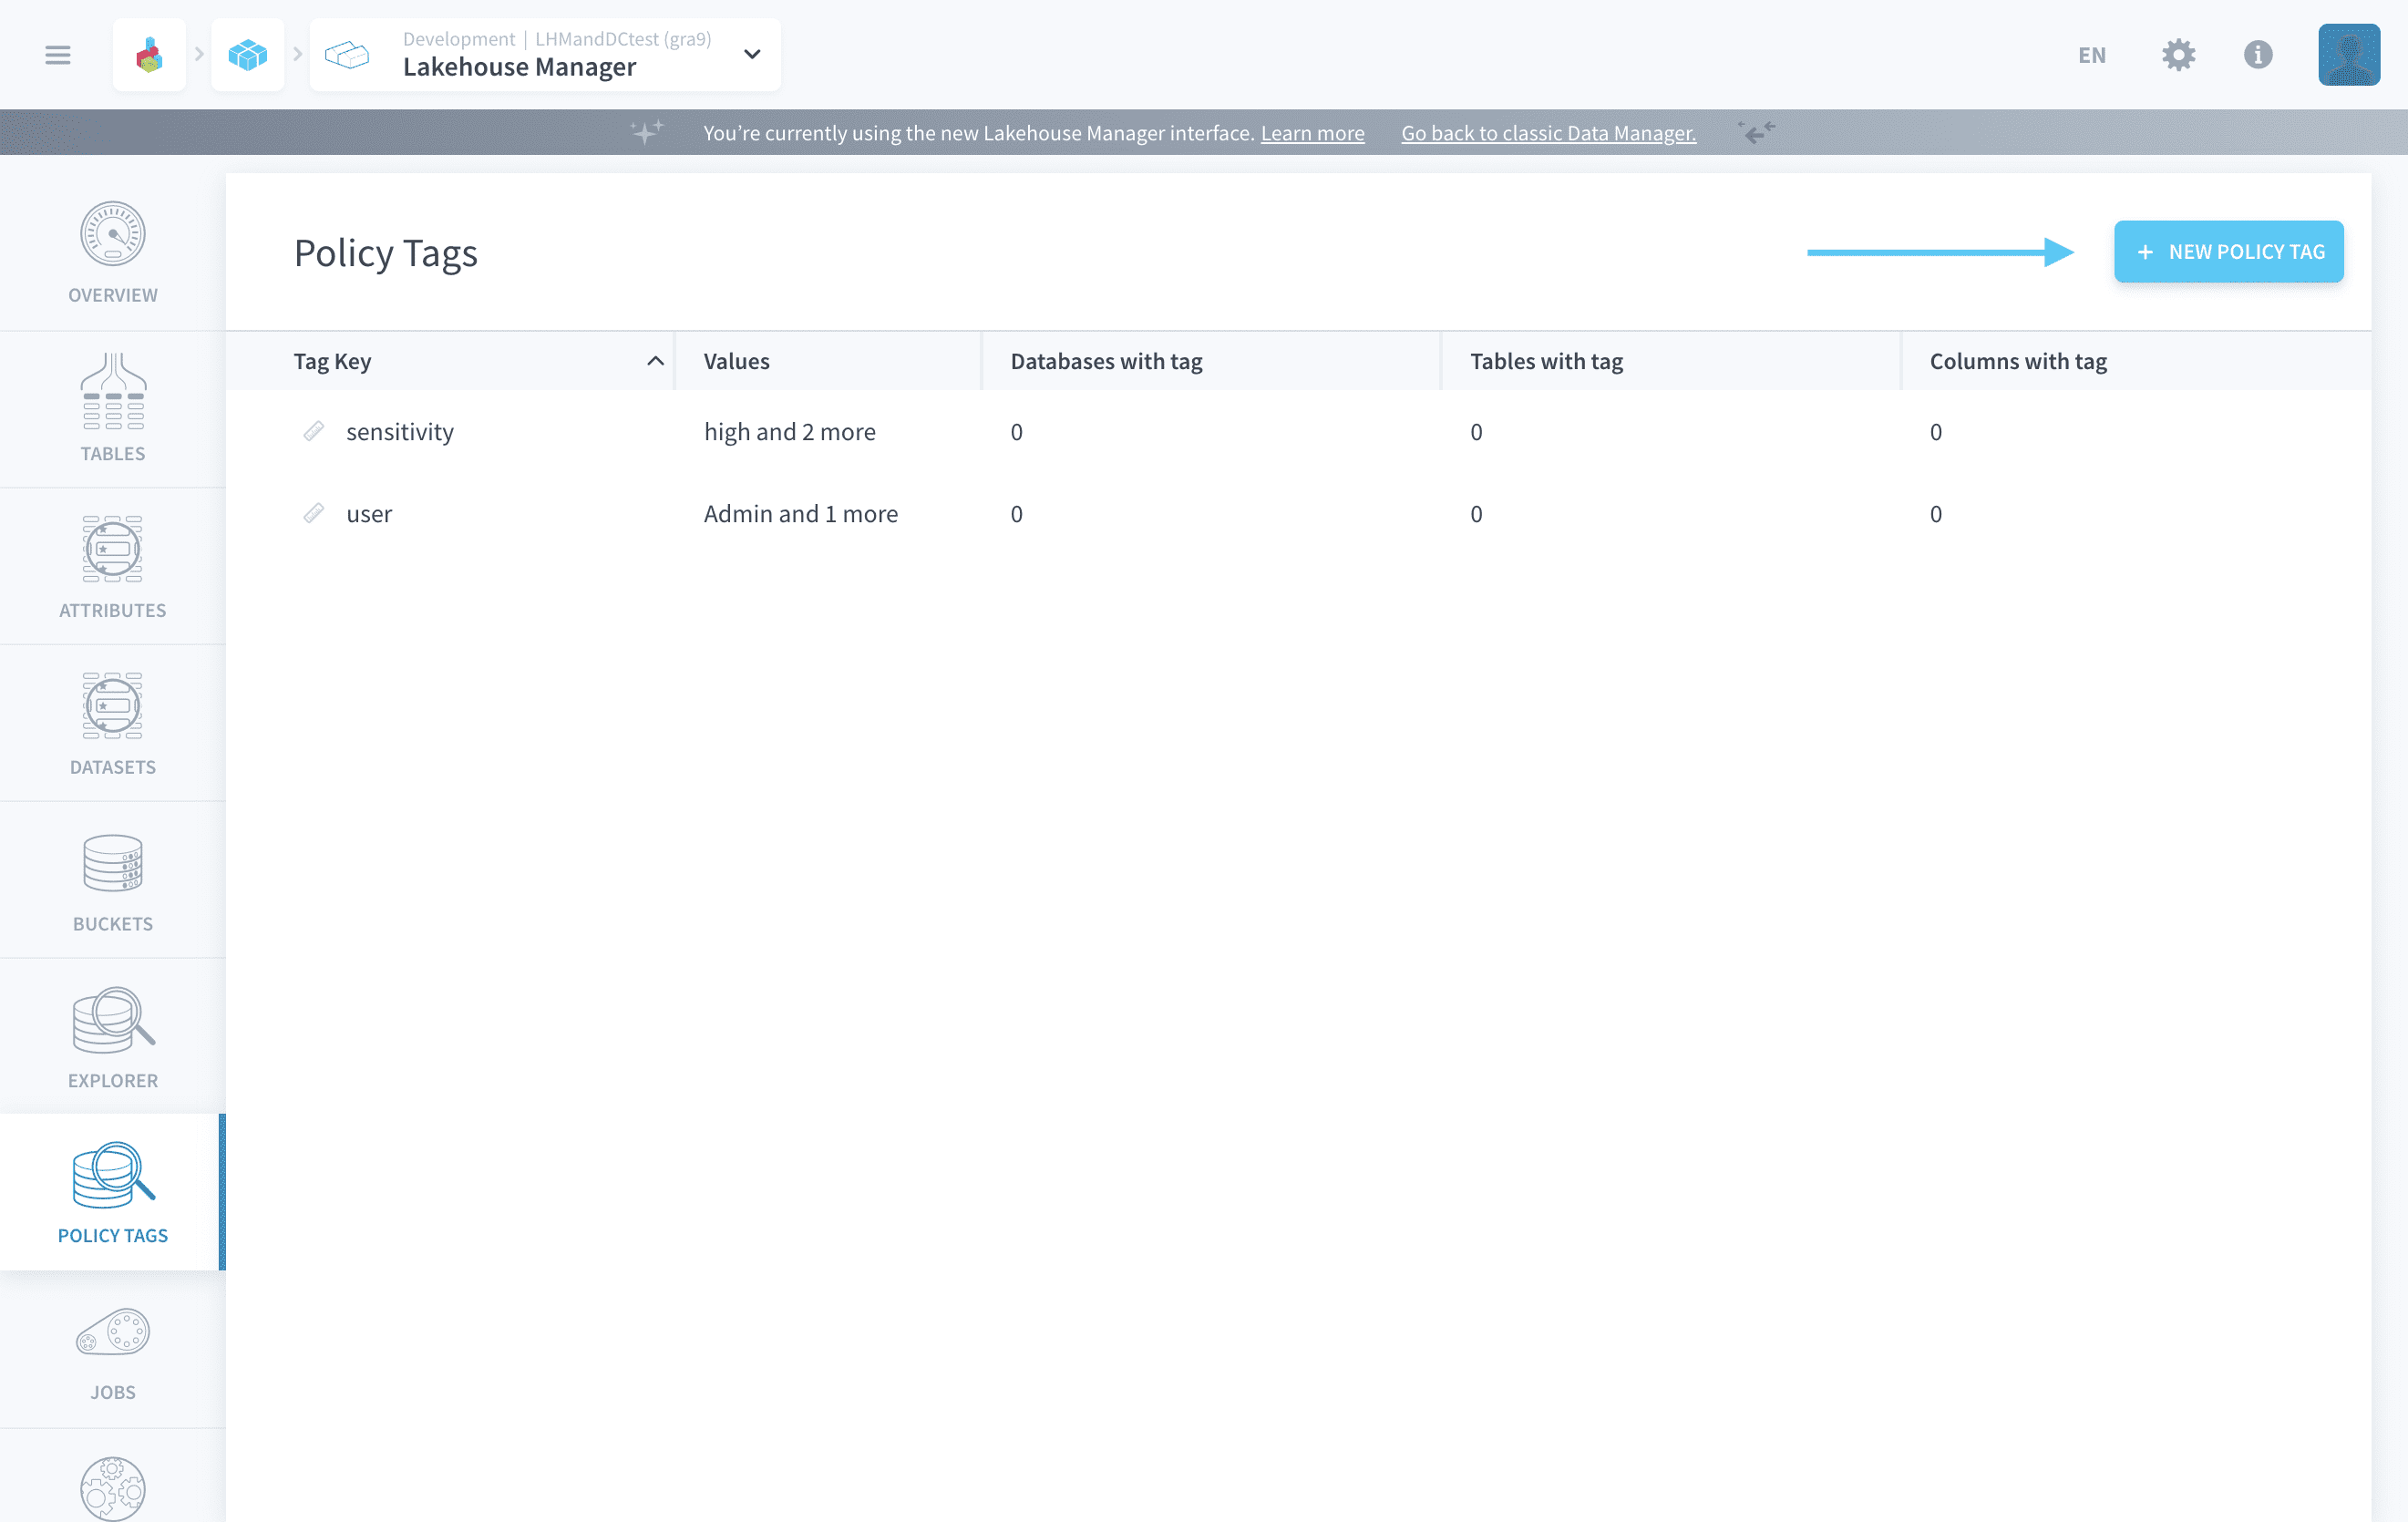 Development | LHMandDCtest (gra9)
Lakehouse Manager
EN
You’re currently using the new Lakehouse Manager interface. Learn more Go back to classic Data Manager.
OVERVIEW
TABLES
ATTRIBUTES
DATASETS
BUCKETS
EXPLORER
POLICY TAGS
JOBS
Policy Tags
+ NEW POLICY TAG
Tag Key Values Databases with tag Tables with tag Columns with tag
sensitivity high and 2 more 0 0 0
user Admin and 1 more 0 0 0